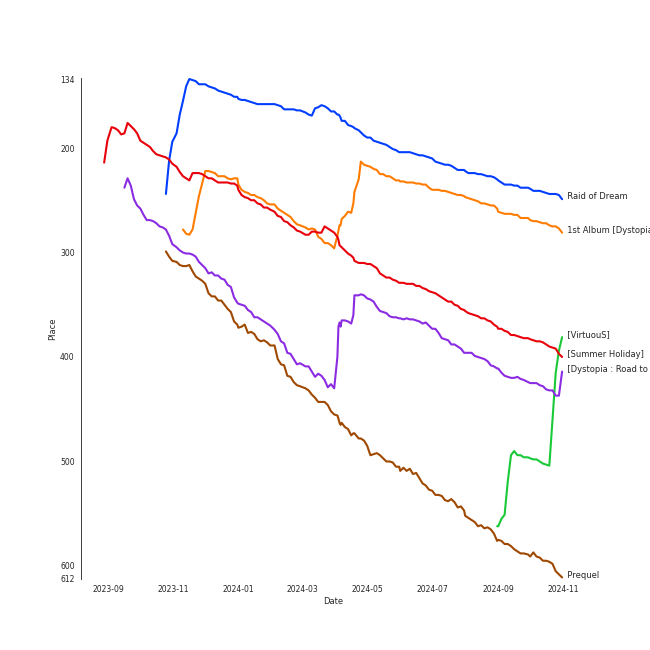 134
200
300
400
500
600
612
Place
2023-09
2023-11
2024-01
2024-03
2024-05
2024-07
2024-09
2024-11
Date
Raid of Dream
1st Album [Dystopia
[VirtuouS]
[Summer Holiday]
[Dystopia : Road to
Prequel